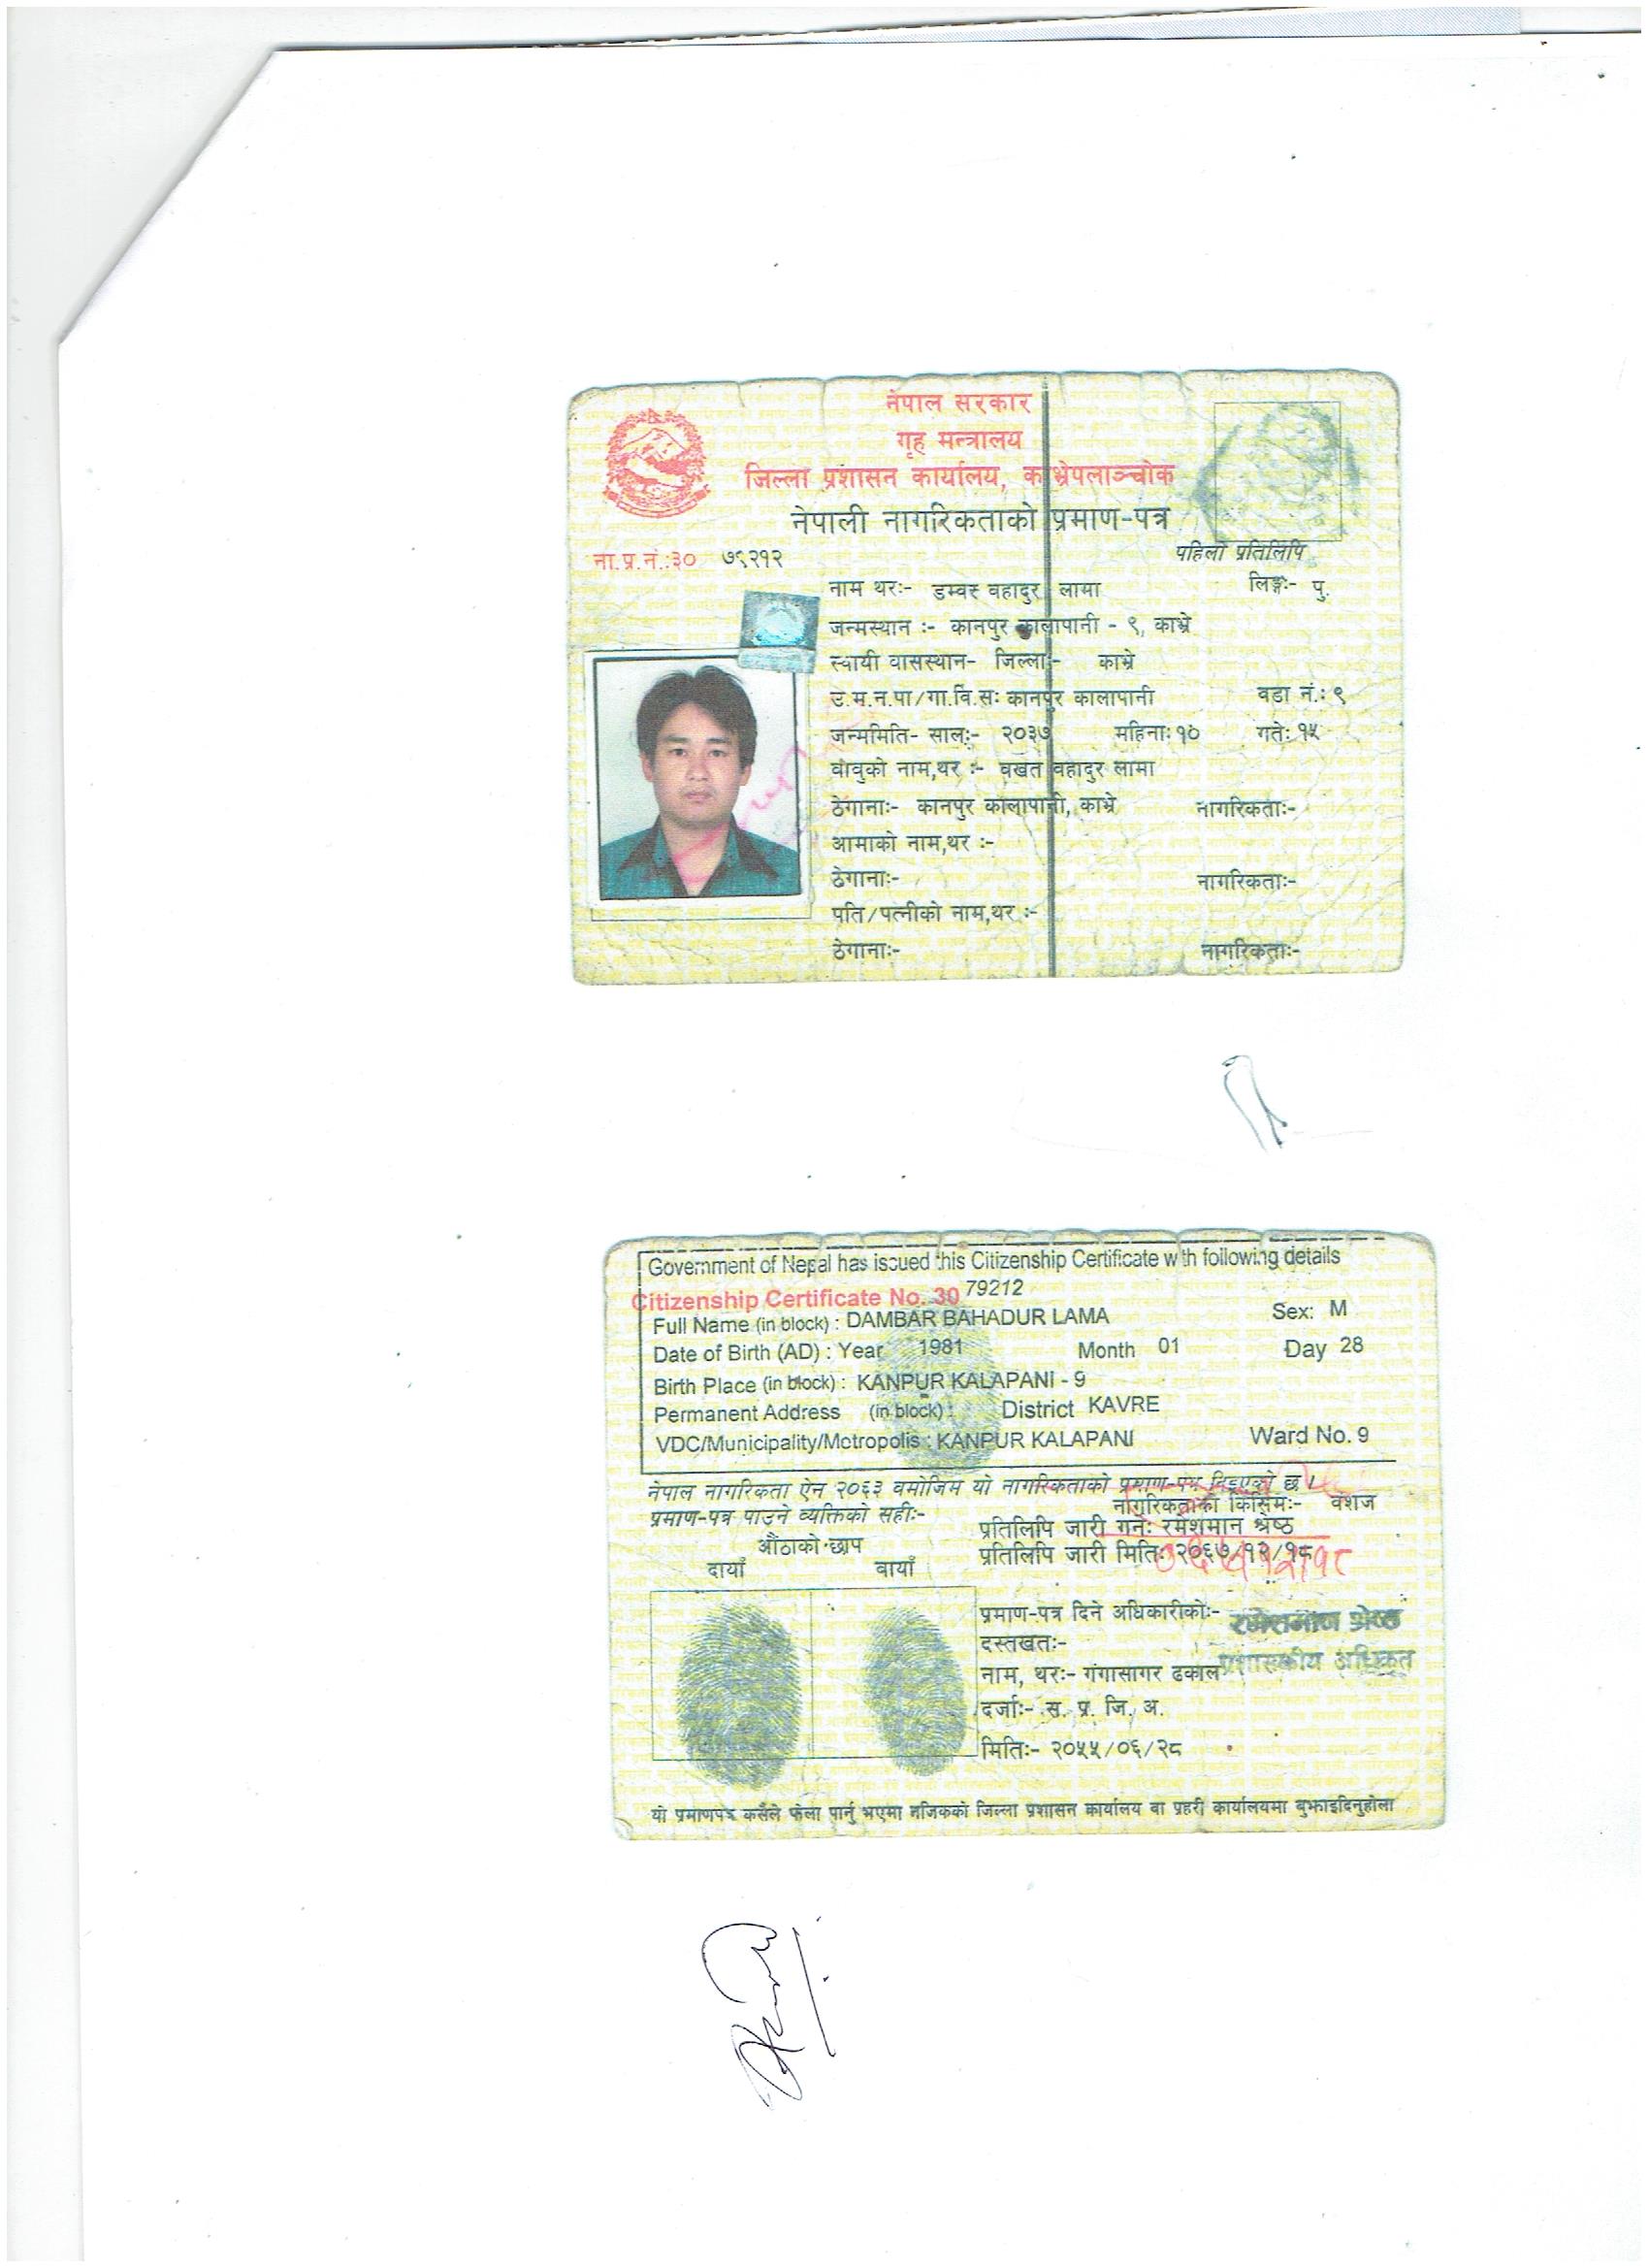 नेपाल सरकार
गृह मन्त्रालय
जिल्ला प्रशासन कार्यालय, काभ्रेपलाञ्चोक
नेपाली नागरिकताको प्रमाण-पत्र
ना.प्र.नं.:३० ७९२१२
पहिलो प्रतिलिपि
नाम थरः- डम्वर वहादुर लामा लिङ्गः- पु.
जन्मस्थान :- कानपुर कालापानी - ९, काभ्रे
स्थायी वासस्थान- जिल्लाः- काभ्रे
उ.म.न.पा/गा.वि.सः कानपुर कालापानी वडा नं.: ९
जन्ममिति- सालः- २०३७ महिनाः १० गतेः १५
वावुको नाम,थर :- वखत वहादुर लामा
ठेगानाः- कानपुर कालापानी, काभ्रे नागरिकताः-
आमाको नाम,थर :-
ठेगानाः- नागरिकताः-
पति/पत्नीको नाम,थर :-
ठेगानाः- नागरिकताः-
Government of Nepal has issued this Citizenship Certificate with following details
Citizenship Certificate No. 30 79212
Full Name (in block) : DAMBAR BAHADUR LAMA Sex: M
Date of Birth (AD) : Year 1981 Month 01 Day 28
Birth Place (in block) : KANPUR KALAPANI - 9
Permanent Address (in block) : District KAVRE
VDC/Municipality/Metropolis : KANPUR KALAPANI Ward No. 9
नेपाल नागरिकता ऐन २०६३ वमोजिम यो नागरिकताको प्रमाण-पत्र दिइएको छ ।
नागरिकताको किसिमः- वंशज
प्रमाण-पत्र पाउने व्यक्तिको सहीः-
प्रतिलिपि जारी गर्नेः रमेशमान श्रेष्ठ
औंठाको छाप
प्रतिलिपि जारी मितिः २०६७/१२/१८
दायाँ वायाँ
प्रमाण-पत्र दिने अधिकारीकोः-
रमेशमान श्रेष्ठ
दस्तखतः-
प्रशासकीय अधिकृत
नाम, थरः- गंगासागर ढकाल
दर्जाः- स. प्र. जि. अ.
मितिः- २०५५/०६/२८
यो प्रमाणपत्र कसैले फेला पार्नु भएमा नजिकको जिल्ला प्रशासन कार्यालय वा प्रहरी कार्यालयमा वुझाइदिनुहोला